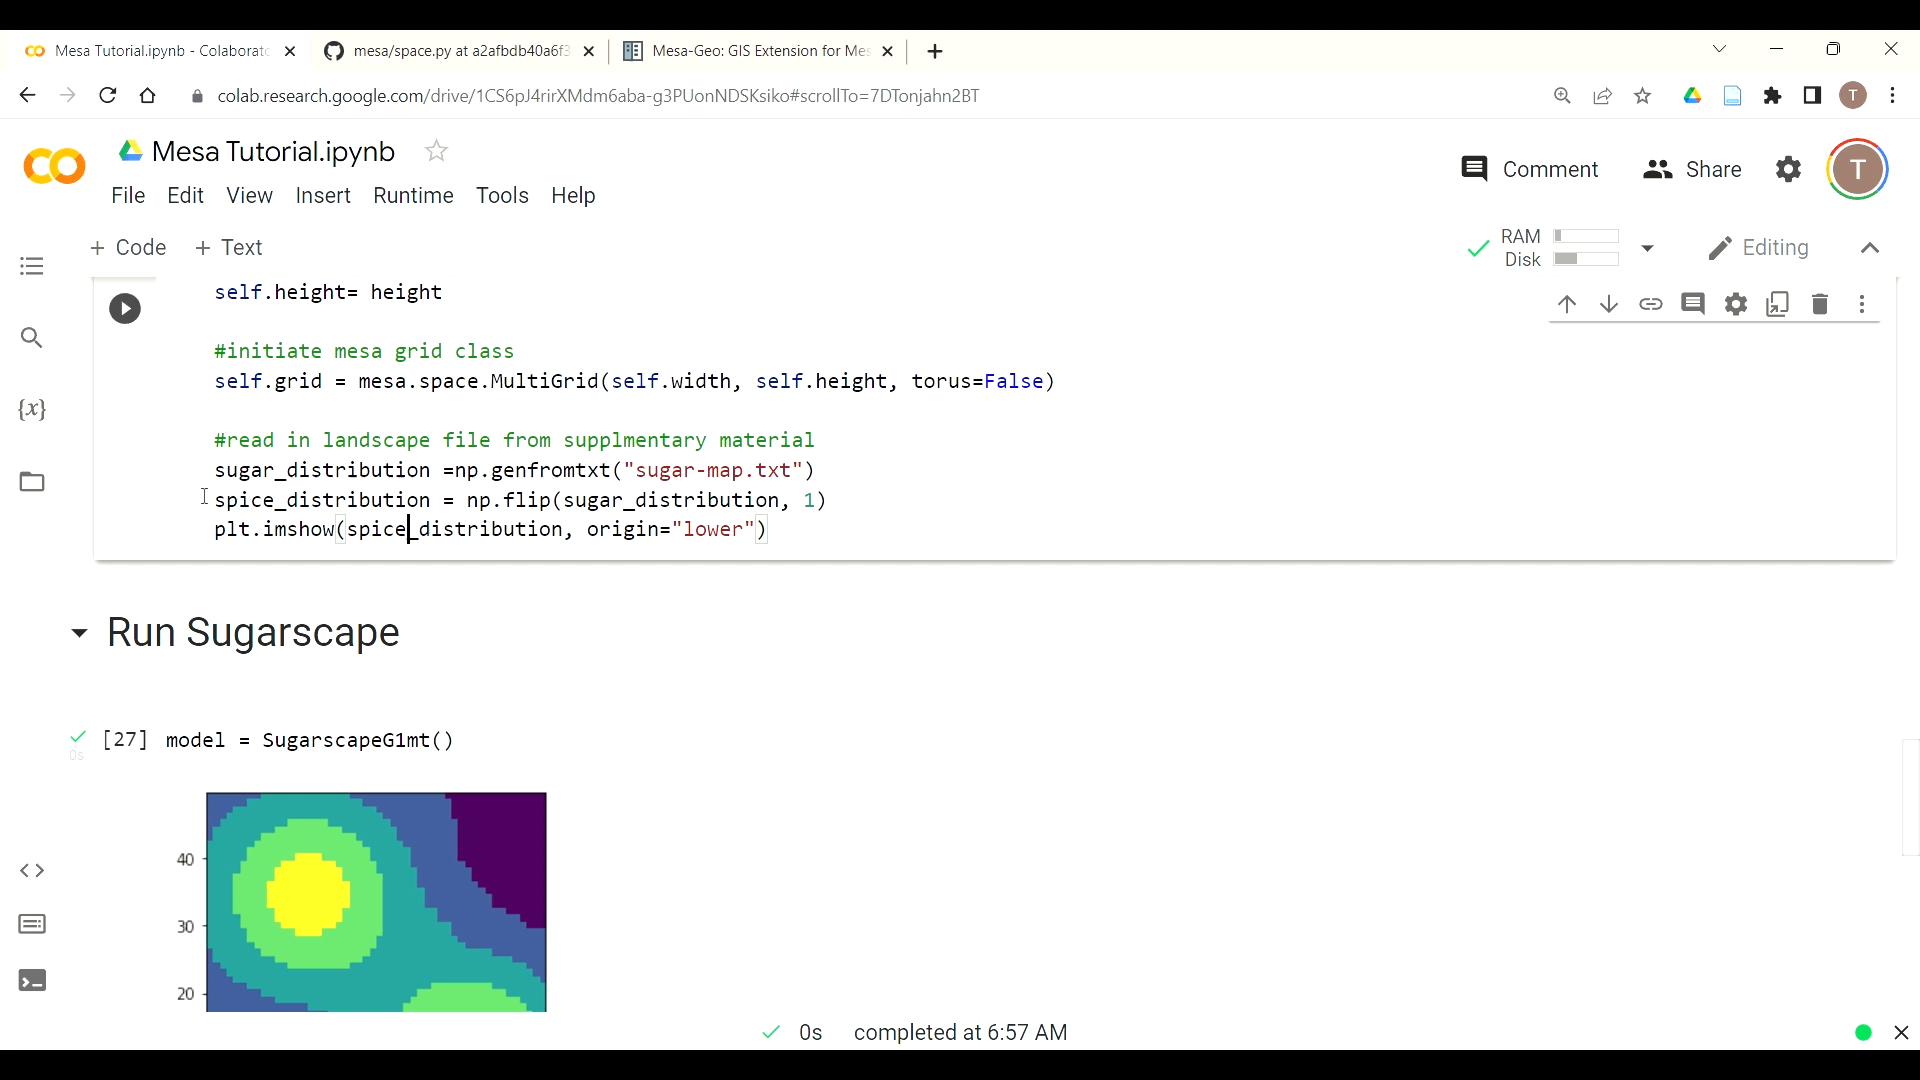 Mesa Tutorial.ipynb - Colaborato
mesa/space.py at a2afbdb40a6f3
Mesa-Geo: GIS Extension for Mes
colab.research.google.com/drive/1CS6pJ4rirXMdm6aba-g3PUonNDSKsiko#scrollTo=7DTonjahn2BT
T
CO
Mesa Tutorial.ipynb
Comment
Share
T
File Edit View Insert Runtime Tools Help
+ Code + Text
RAM
Disk
Editing
self.height= height
#initiate mesa grid class
self.grid = mesa.space.MultiGrid(self.width, self.height, torus=False)
{x}
#read in landscape file from supplmentary material
sugar_distribution =np.genfromtxt("sugar-map.txt")
spice_distribution = np.flip(sugar_distribution, 1)
plt.imshow(spice_distribution, origin="lower")
Run Sugarscape
[27] model = SugarscapeG1mt()
0s
40
30
20
0s completed at 6:57 AM